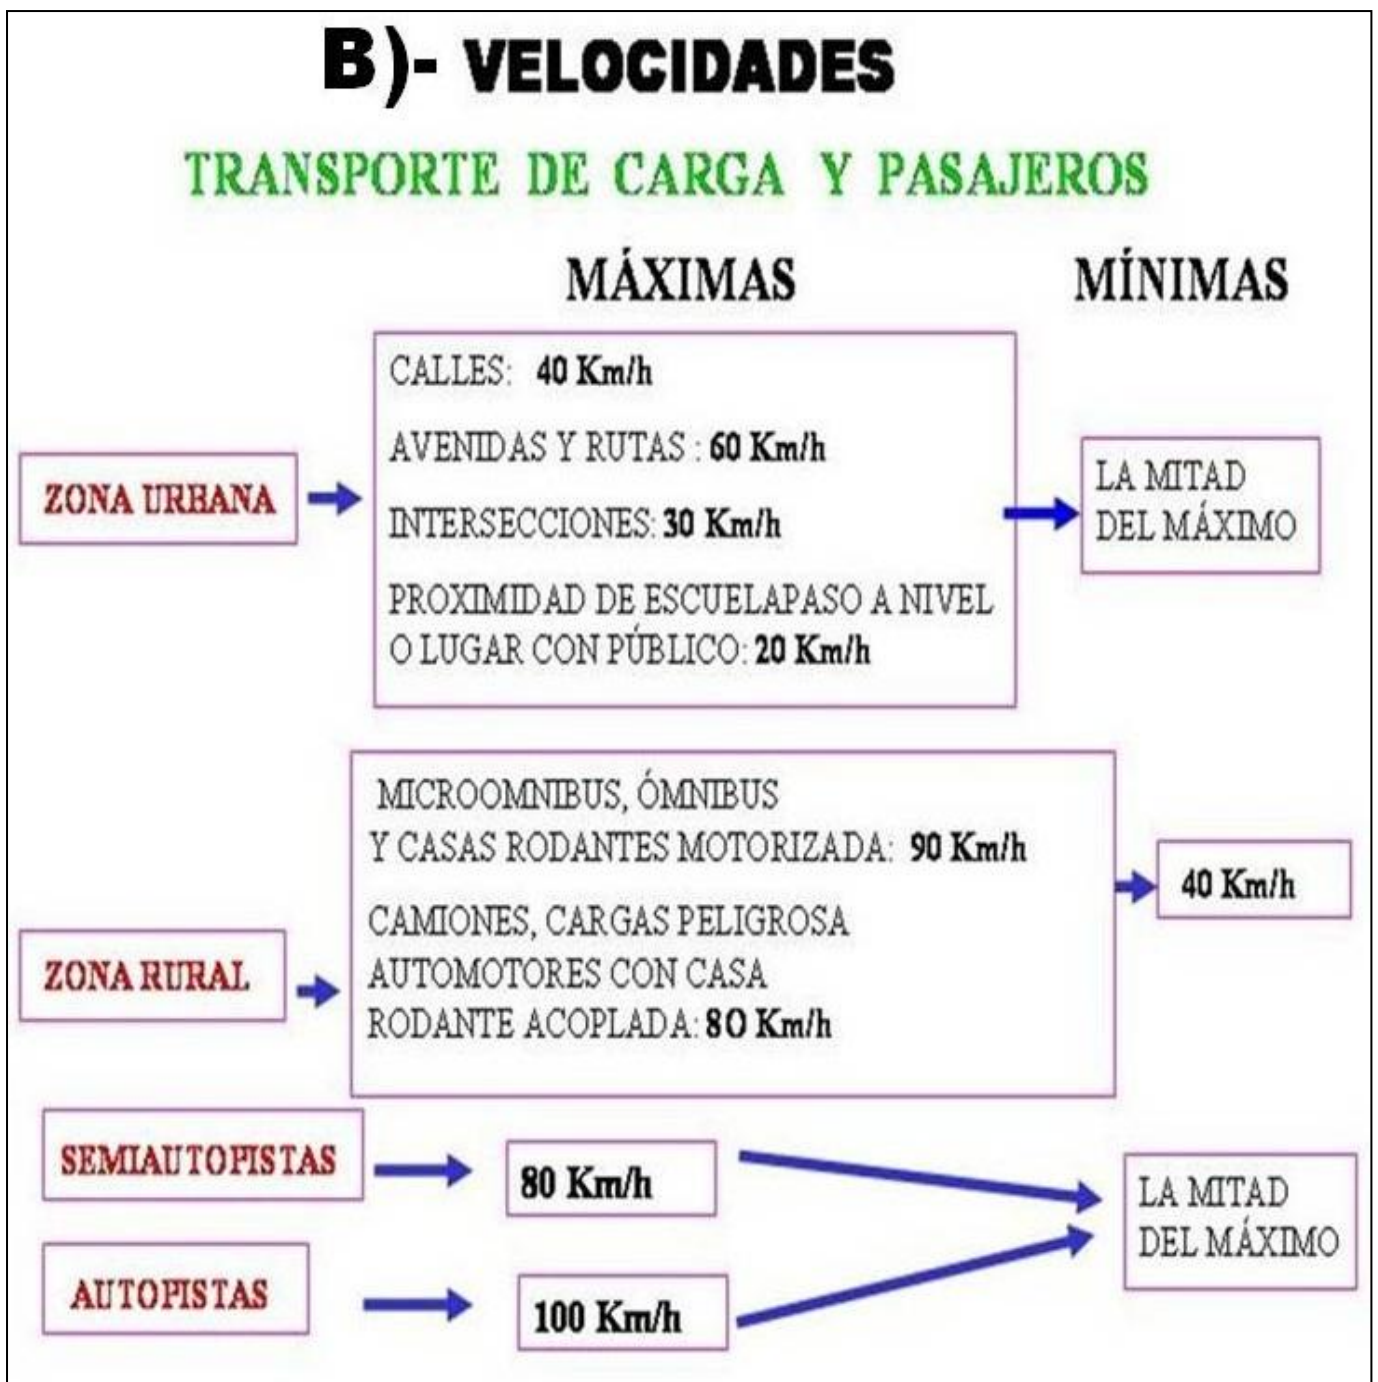 B)- VELOCIDADES
TRANSPORTE DE CARGA Y PASAJEROS
MÁXIMAS
MÍNIMAS
ZONA URBANA
CALLES: 40 Km/h
AVENIDAS Y RUTAS : 60 Km/h
INTERSECCIONES: 30 Km/h
PROXIMIDAD DE ESCUELAPASO A NIVEL
O LUGAR CON PÚBLICO: 20 Km/h
LA MITAD
DEL MÁXIMO
ZONA RURAL
MICROOMNIBUS, ÓMNIBUS
Y CASAS RODANTES MOTORIZADA: 90 Km/h
CAMIONES, CARGAS PELIGROSA
AUTOMOTORES CON CASA
RODANTE ACOPLADA: 80 Km/h
40 Km/h
SEMIAUTOPISTAS
80 Km/h
AUTOPISTAS
100 Km/h
LA MITAD
DEL MÁXIMO